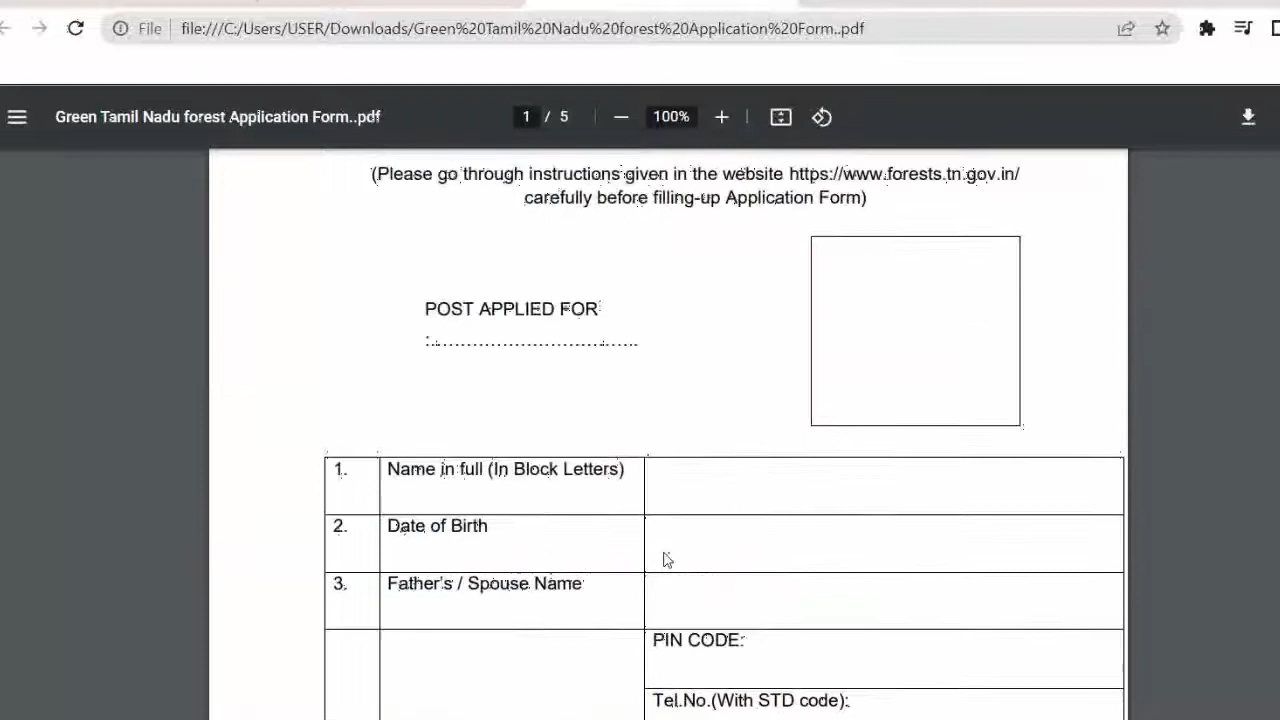 File
file:///C:/Users/USER/Downloads/Green%20Tamil%20Nadu%20forest%20Application%20Form..pdf
Green Tamil Nadu forest Application Form..pdf
1 / 5
100%
(Please go through instructions given in the website https://www.forests.tn.gov.in/
carefully before filling-up Application Form)
POST APPLIED FOR
:.................................
1. Name in full (In Block Letters)
2. Date of Birth
3. Father's / Spouse Name
PIN CODE:
Tel.No.(With STD code):